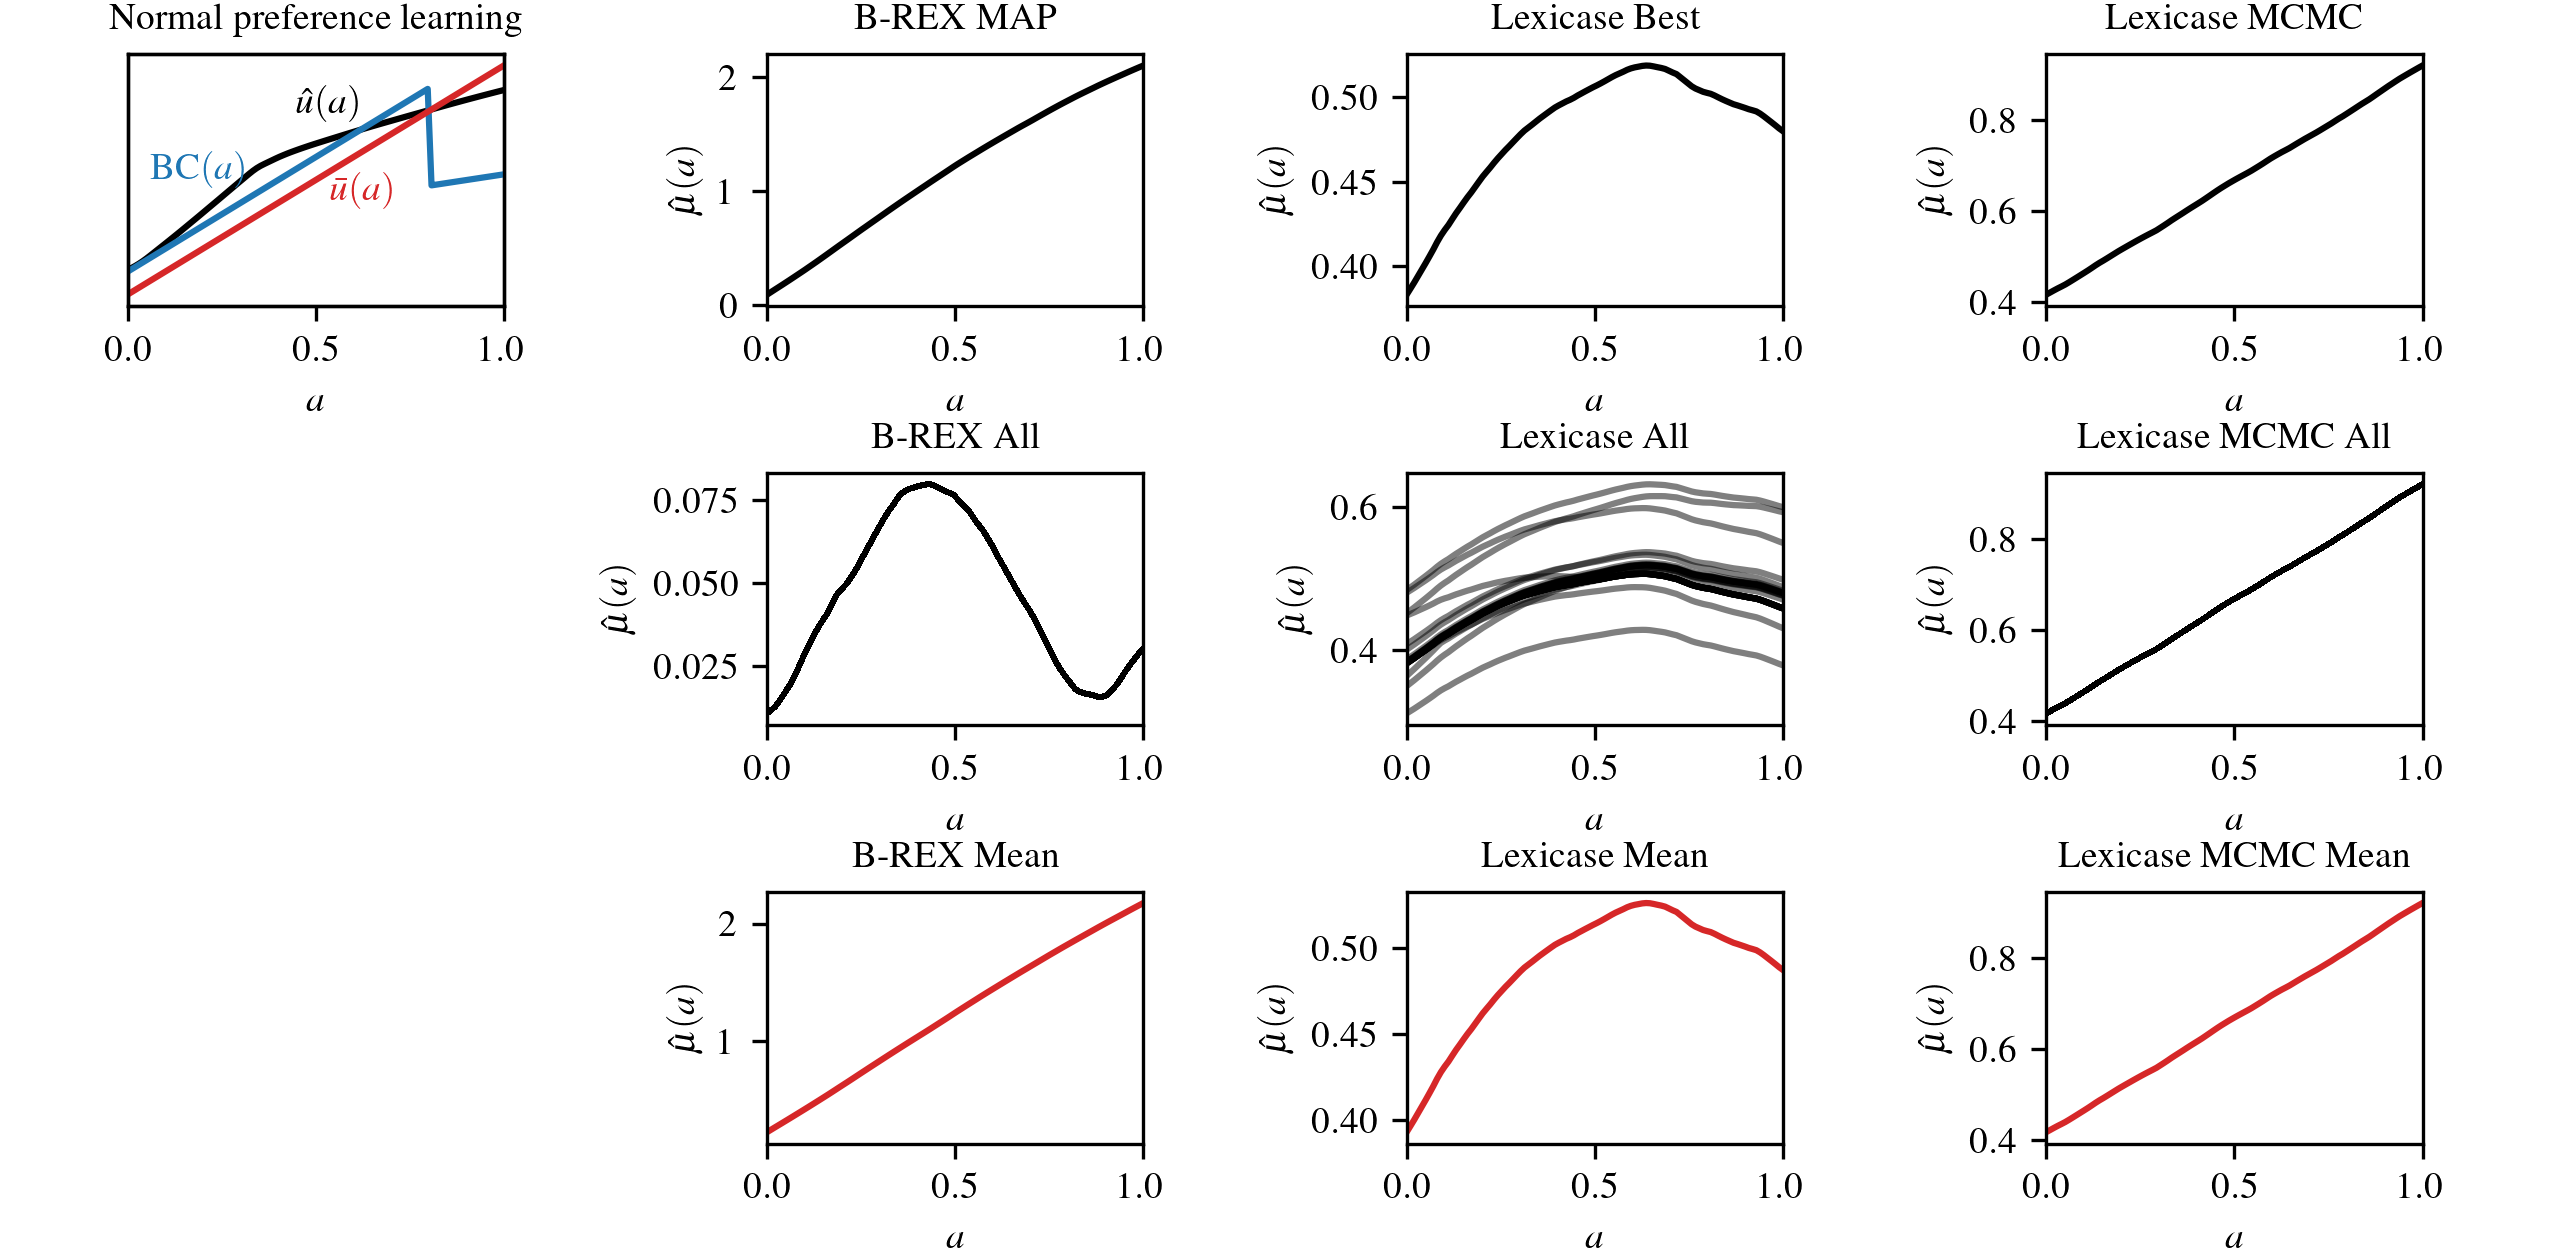 Normal preference learning
û(a)
BC(a)
ū(a)
0.0 0.5 1.0
a
B-REX MAP
2
1
0
μ̂(a)
0.0 0.5 1.0
a
Lexicase Best
0.50
0.45
0.40
μ̂(a)
0.0 0.5 1.0
a
Lexicase MCMC
0.8
0.6
0.4
μ̂(a)
0.0 0.5 1.0
a
B-REX All
0.075
0.050
0.025
μ̂(a)
0.0 0.5 1.0
a
Lexicase All
0.6
0.4
μ̂(a)
0.0 0.5 1.0
a
Lexicase MCMC All
0.8
0.6
0.4
μ̂(a)
0.0 0.5 1.0
a
B-REX Mean
2
1
μ̂(a)
0.0 0.5 1.0
a
Lexicase Mean
0.50
0.45
0.40
μ̂(a)
0.0 0.5 1.0
a
Lexicase MCMC Mean
0.8
0.6
0.4
μ̂(a)
0.0 0.5 1.0
a